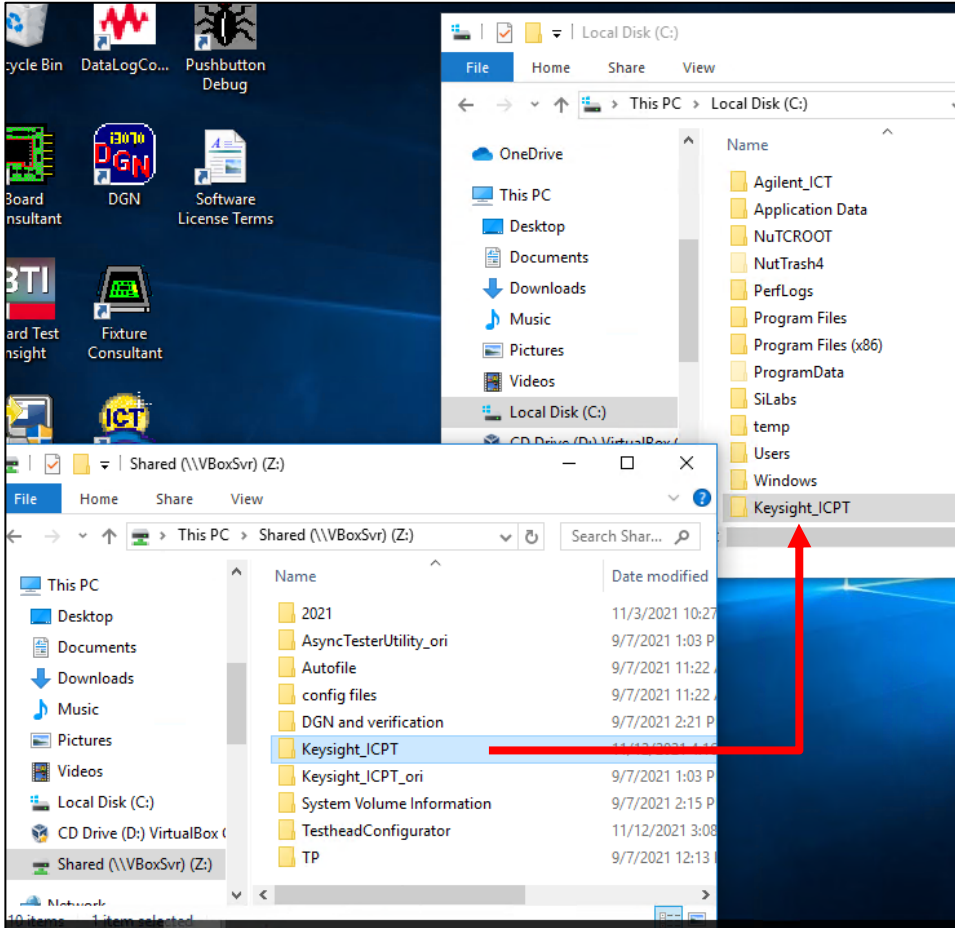 ycle Bin
DataLogCo...
Pushbutton
Debug
Board
nsultant
i3070
DGN
DGN
Software
License Terms
BTI
ard Test
nsight
Fixture
Consultant
ICT
Local Disk (C:)
File Home Share View
This PC > Local Disk (C:)
OneDrive
This PC
Desktop
Documents
Downloads
Music
Pictures
Videos
Local Disk (C:)
CD Drive (D:) VirtualBox (
Name
Agilent_ICT
Application Data
NuTCROOT
NutTrash4
PerfLogs
Program Files
Program Files (x86)
ProgramData
SiLabs
temp
Users
Windows
Keysight_ICPT
Shared (\\VBoxSvr) (Z:)
File Home Share View
This PC > Shared (\\VBoxSvr) (Z:)
Search Shar...
This PC
Desktop
Documents
Downloads
Music
Pictures
Videos
Local Disk (C:)
CD Drive (D:) VirtualBox (
Shared (\\VBoxSvr) (Z:)
Network
Name Date modified
2021 11/3/2021 10:27
AsyncTesterUtility_ori 9/7/2021 1:03 P
Autofile 9/7/2021 11:22
config files 9/7/2021 11:22
DGN and verification 9/7/2021 2:21 P
Keysight_ICPT
Keysight_ICPT_ori 9/7/2021 1:03 P
System Volume Information 9/7/2021 2:15 P
TestheadConfigurator 11/12/2021 3:08
TP 9/7/2021 12:13
10 items 1 item selected